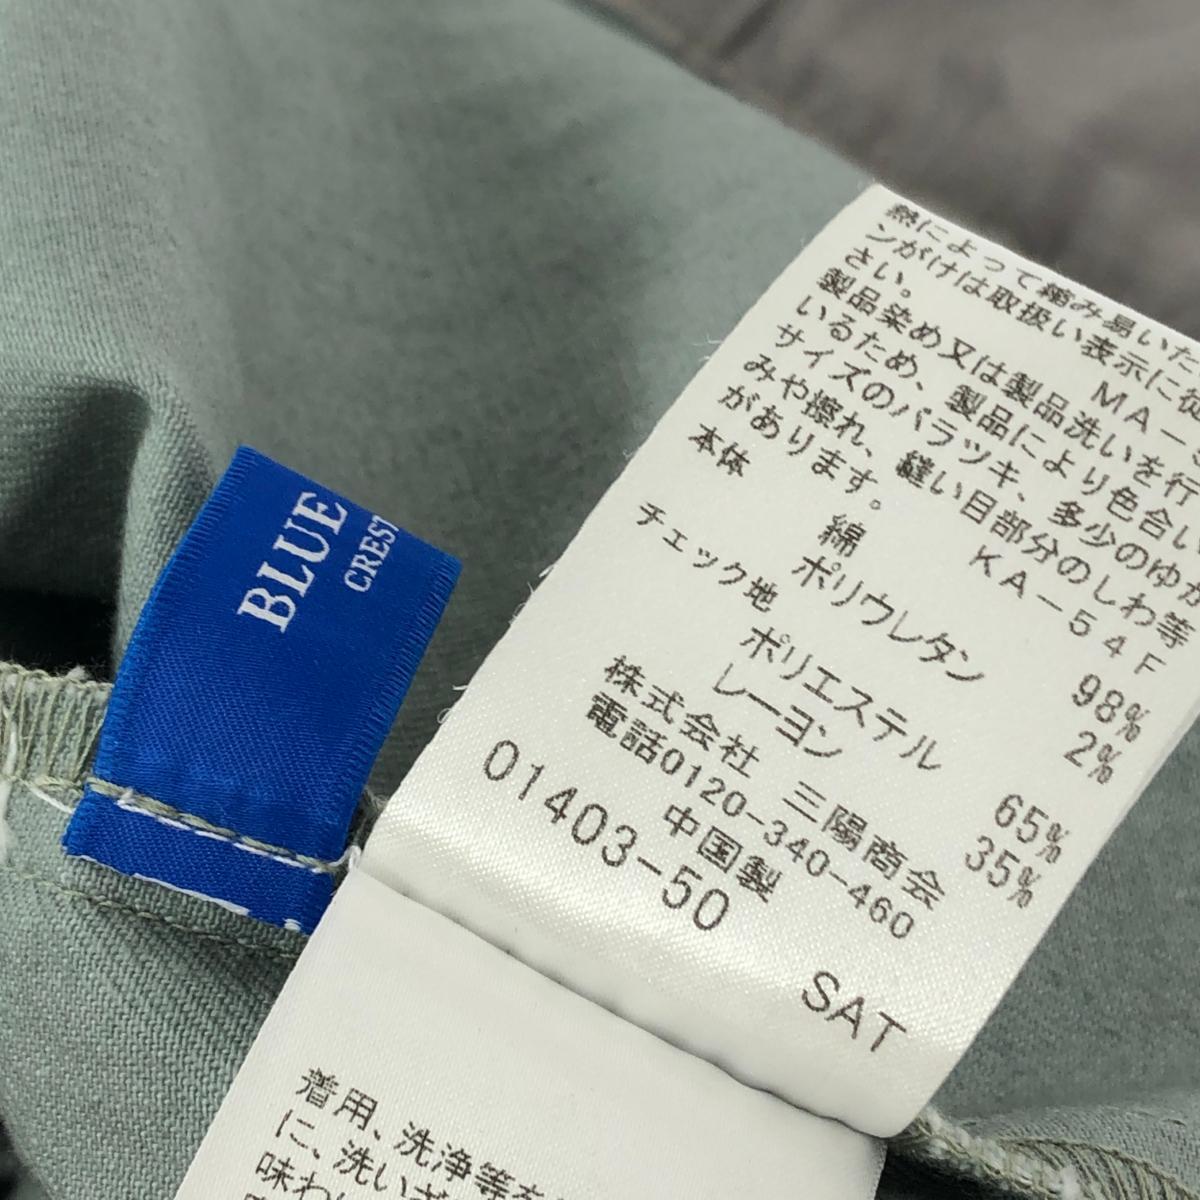 BLUE
CREST
熱によって縮み易いた
ンがけは取扱い表示に従
さい。
MA-
製品染め又は製品洗いを行
いるため、製品により色合い
サイズのバラツキ、多少のゆが
みや擦れ、縫い目部分のしわ等
があります。
KA-54F
本体
綿 98%
ポリウレタン 2%
チェック地
ポリエステル 65%
レーヨン 35%
株式会社 三陽商会
電話0120-340-460
中国製
01403-50
SAT
着用、洗浄等を
に、洗いざ
味わい